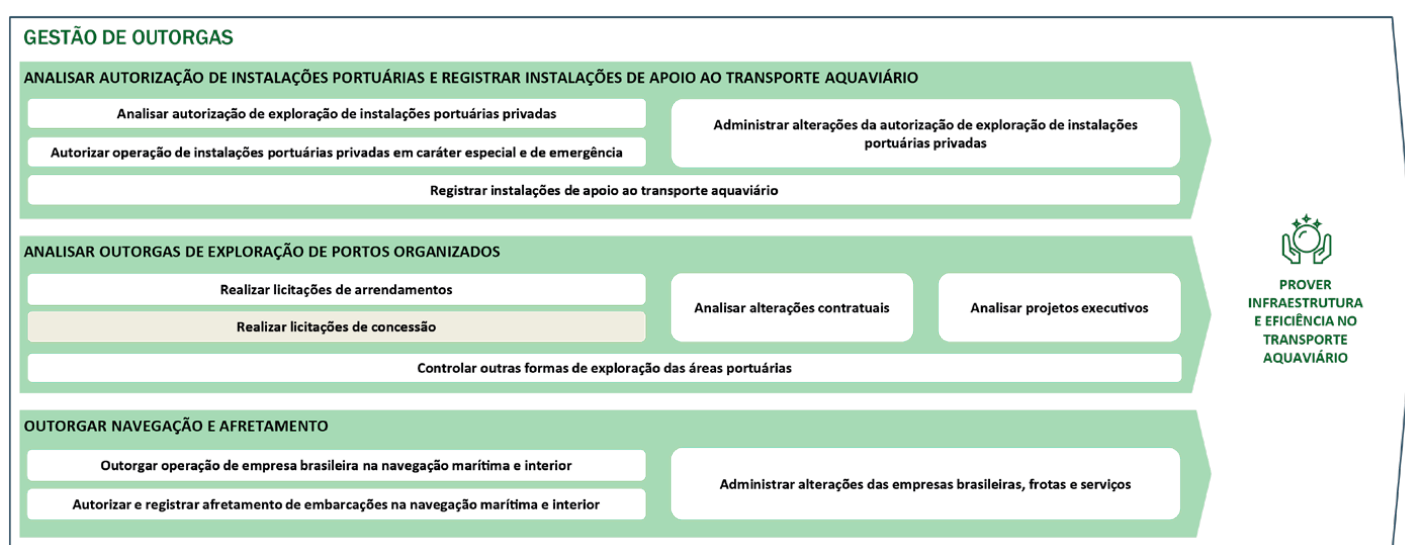 GESTÃO DE OUTORGAS
ANALISAR AUTORIZAÇÃO DE INSTALAÇÕES PORTUÁRIAS E REGISTRAR INSTALAÇÕES DE APOIO AO TRANSPORTE AQUAVIÁRIO
Analisar autorização de exploração de instalações portuárias privadas
Autorizar operação de instalações portuárias privadas em caráter especial e de emergência
Administrar alterações da autorização de exploração de instalações
portuárias privadas
Registrar instalações de apoio ao transporte aquaviário
ANALISAR OUTORGAS DE EXPLORAÇÃO DE PORTOS ORGANIZADOS
Realizar licitações de arrendamentos
Realizar licitações de concessão
Analisar alterações contratuais
Analisar projetos executivos
Controlar outras formas de exploração das áreas portuárias
OUTORGAR NAVEGAÇÃO E AFRETAMENTO
Outorgar operação de empresa brasileira na navegação marítima e interior
Autorizar e registrar afretamento de embarcações na navegação marítima e interior
Administrar alterações das empresas brasileiras, frotas e serviços
PROVER
INFRAESTRUTURA
E EFICIÊNCIA NO
TRANSPORTE
AQUAVIÁRIO